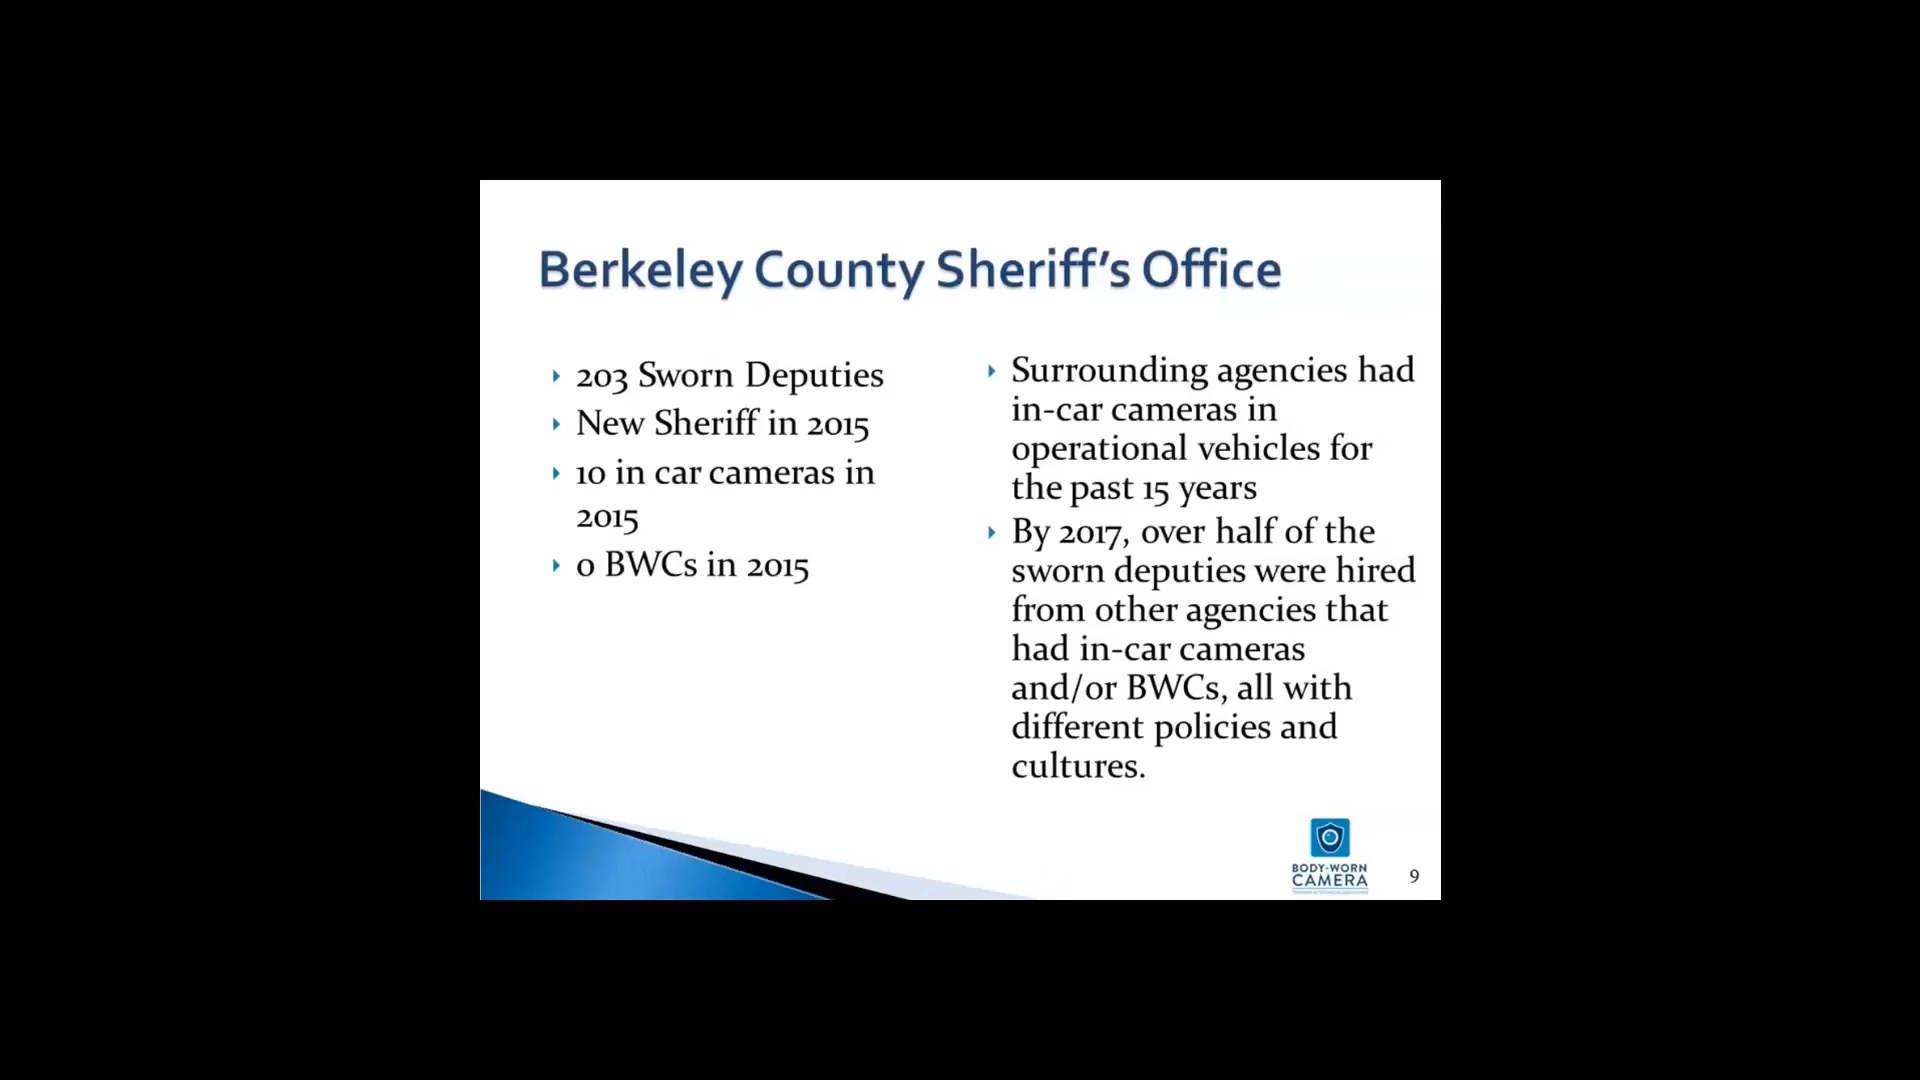 Berkeley County Sheriff's Office
203 Sworn Deputies
New Sheriff in 2015
10 in car cameras in
2015
0 BWCs in 2015
Surrounding agencies had
in-car cameras in
operational vehicles for
the past 15 years
By 2017, over half of the
sworn deputies were hired
from other agencies that
had in-car cameras
and/or BWCs, all with
different policies and
cultures.
BODY-WORN
CAMERA
9